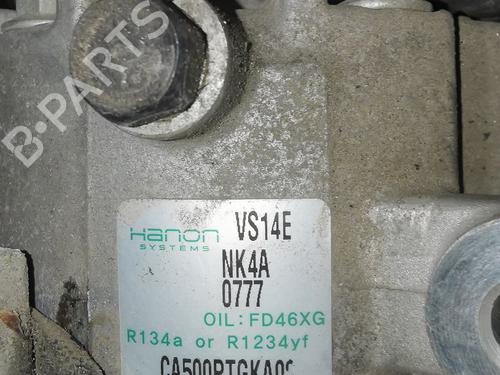 B-PARTS
Hanon VS14E
SYSTEMS
NK4A
0777
OIL:FD46XG
R134a or R1234yf